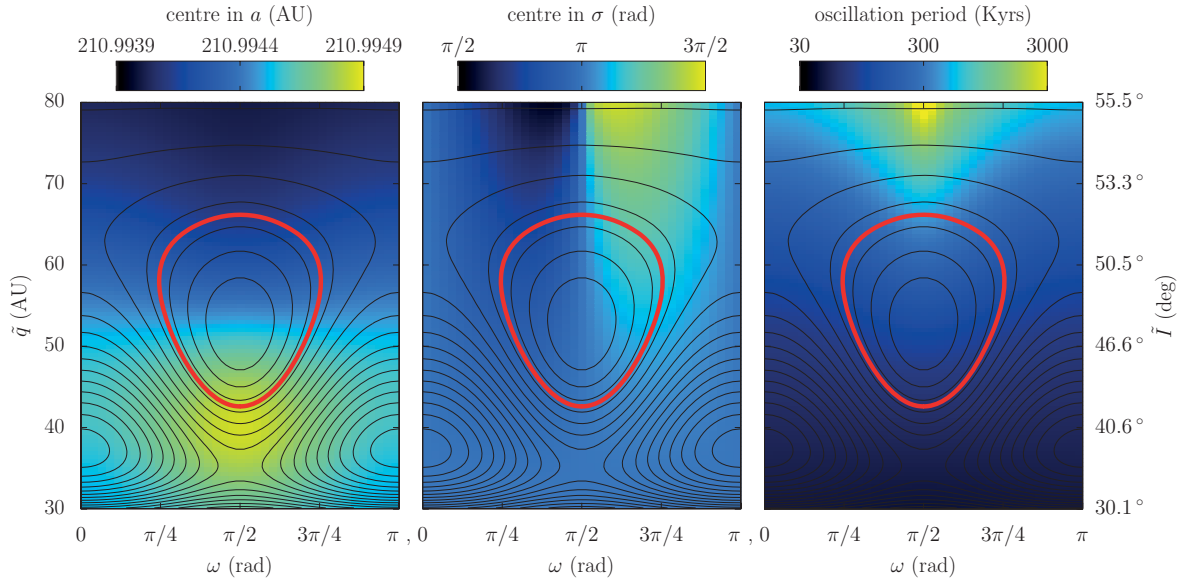 centre in a (AU) centre in σ (rad) oscillation period (Kyrs)
210.9939 210.9944 210.9949 π/2 π 3π/2 30 300 3000
80 55.5°
70 53.3°
60 50.5°
q̃ (AU) Ĩ (deg)
50 46.6°
40 40.6°
30 30.1°
0 π/4 π/2 3π/4 π , 0 π/4 π/2 3π/4 π , 0 π/4 π/2 3π/4 π
ω (rad) ω (rad) ω (rad)